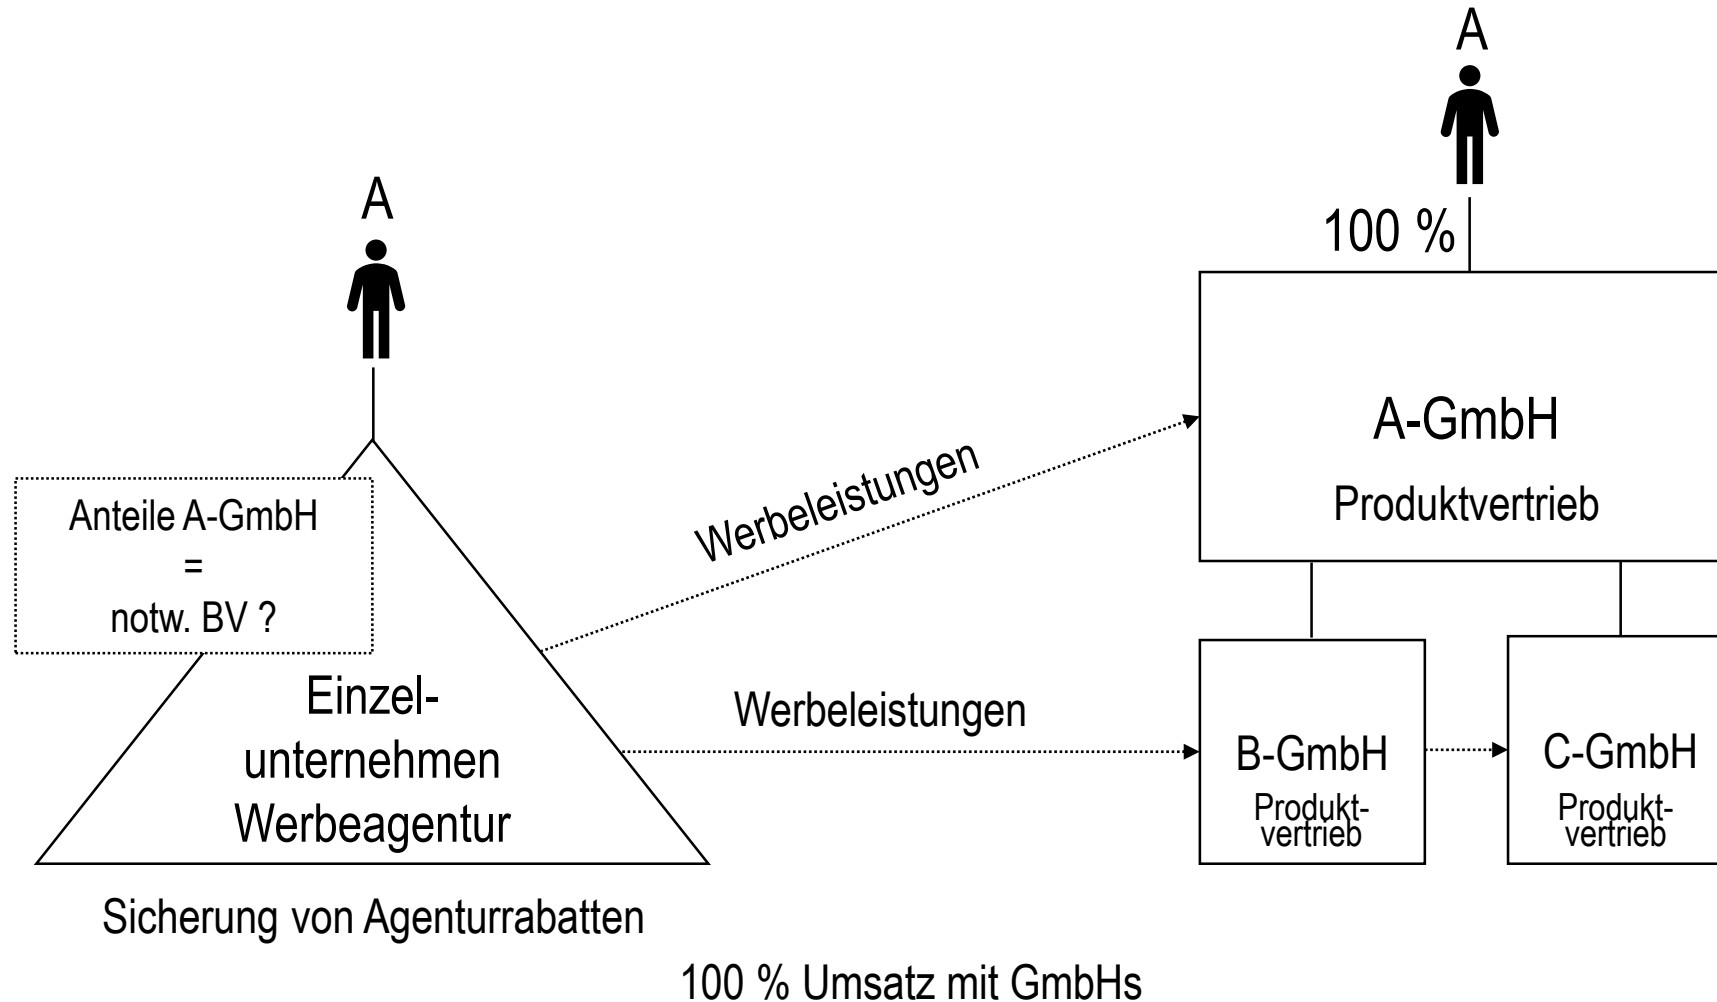 A
100 %
A-GmbH
Produktvertrieb
A
Anteile A-GmbH
=
notw. BV ?
Einzel-
unternehmen
Werbeagentur
Werbeleistungen
Werbeleistungen
B-GmbH
Produkt-
vertrieb
C-GmbH
Produkt-
vertrieb
Sicherung von Agenturrabatten
100 % Umsatz mit GmbHs